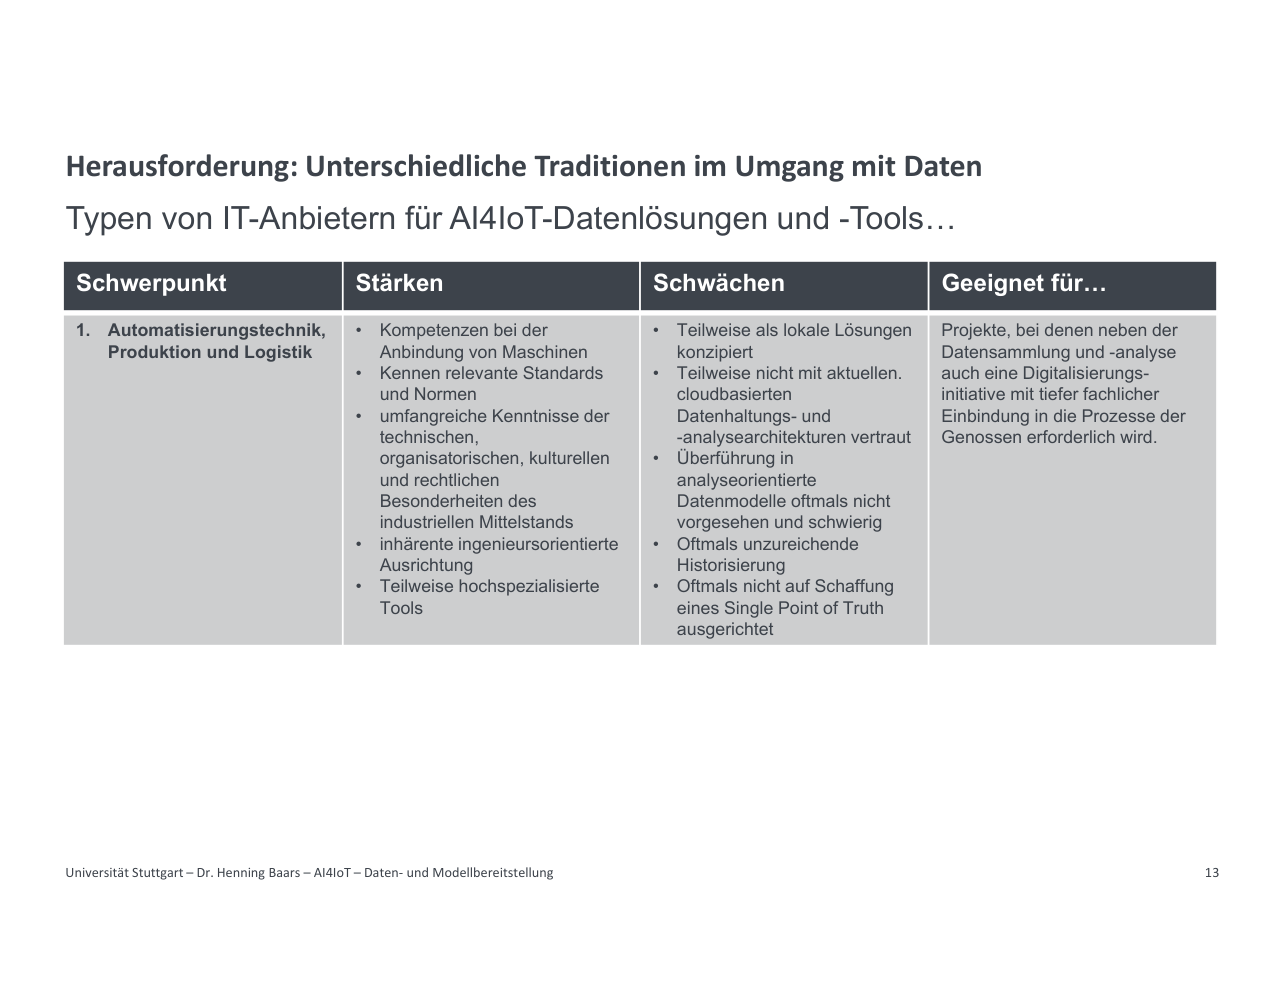 Herausforderung: Unterschiedliche Traditionen im Umgang mit Daten
Typen von IT-Anbietern für AI4IoT-Datenlösungen und -Tools…
Schwerpunkt
Stärken
Schwächen
Geeignet für…
1. Automatisierungstechnik,
Produktion und Logistik
• Kompetenzen bei der
Anbindung von Maschinen
• Kennen relevante Standards
und Normen
• umfangreiche Kenntnisse der
technischen,
organisatorischen, kulturellen
und rechtlichen
Besonderheiten des
industriellen Mittelstands
• inhärente ingenieursorientierte
Ausrichtung
• Teilweise hochspezialisierte
Tools
• Teilweise als lokale Lösungen
konzipiert
• Teilweise nicht mit aktuellen.
cloudbasierten
Datenhaltungs- und
-analysearchitekturen vertraut
• Überführung in
analyseorientierte
Datenmodelle oftmals nicht
vorgesehen und schwierig
• Oftmals unzureichende
Historisierung
• Oftmals nicht auf Schaffung
eines Single Point of Truth
ausgerichtet
Projekte, bei denen neben der
Datensammlung und -analyse
auch eine Digitalisierungs-
initiative mit tiefer fachlicher
Einbindung in die Prozesse der
Genossen erforderlich wird.
Universität Stuttgart – Dr. Henning Baars – AI4IoT – Daten- und Modellbereitstellung
13